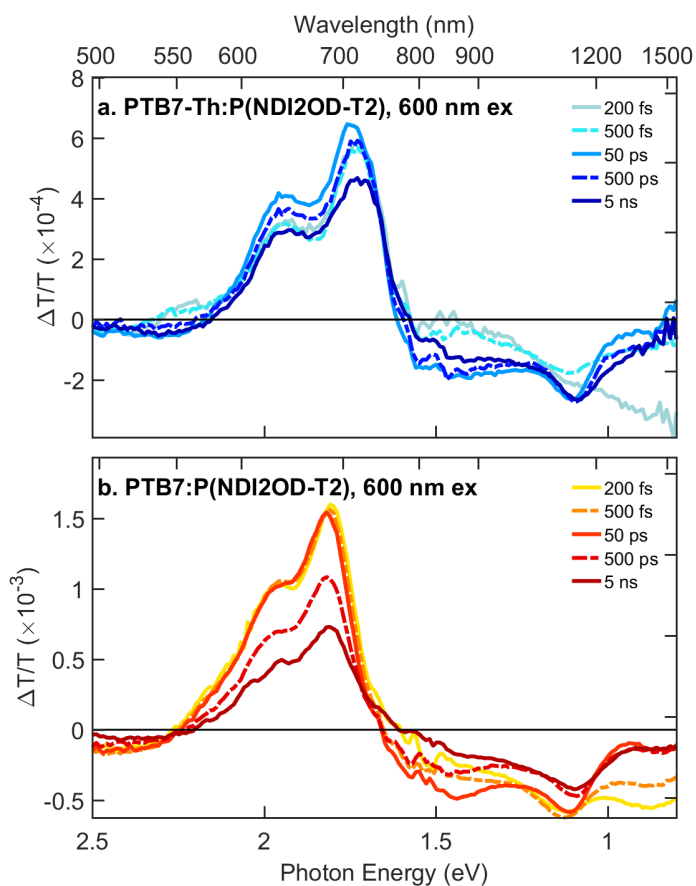 Wavelength (nm)
500 550 600 700 800 900 1200 1500
a. PTB7-Th:P(NDI2OD-T2), 600 nm ex
200 fs
500 fs
50 ps
500 ps
5 ns
8
6
4
2
0
-2
ΔT/T (×10⁻⁴)
b. PTB7:P(NDI2OD-T2), 600 nm ex
200 fs
500 fs
50 ps
500 ps
5 ns
1.5
1
0.5
0
-0.5
ΔT/T (×10⁻³)
2.5 2 1.5 1
Photon Energy (eV)